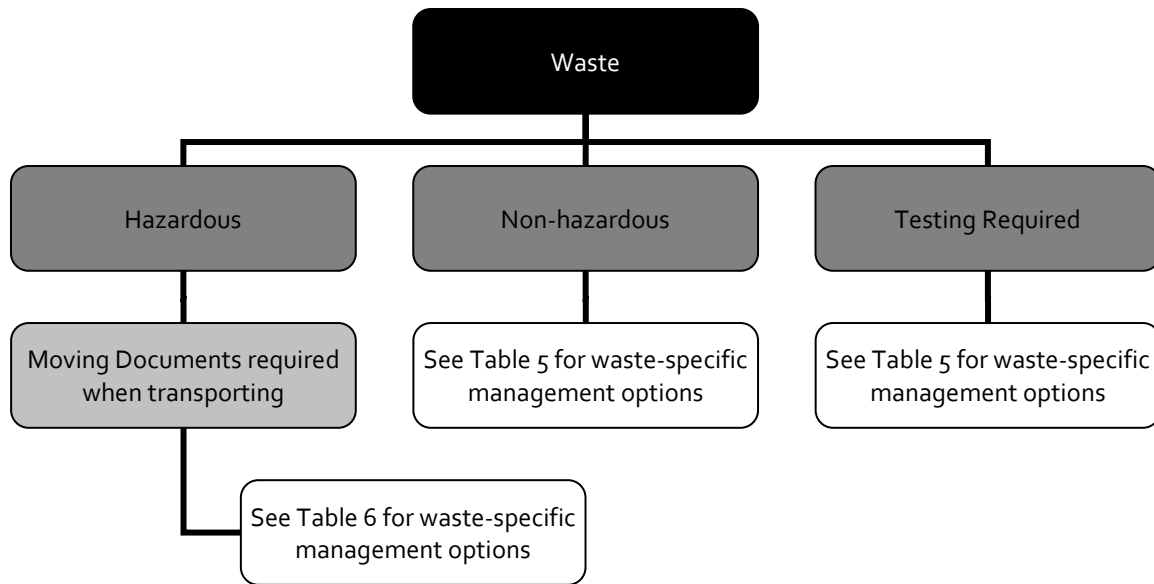 Waste
Hazardous
Non-hazardous
Testing Required
Moving Documents required
when transporting
See Table 5 for waste-specific
management options
See Table 5 for waste-specific
management options
See Table 6 for waste-specific
management options